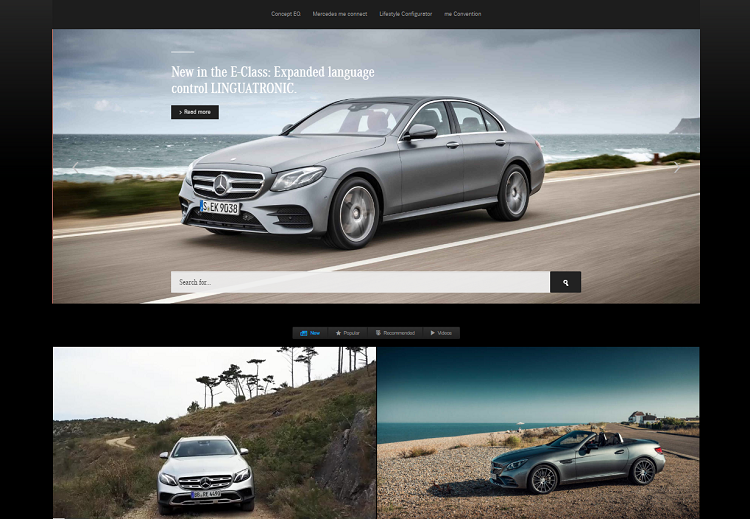 Concept EQ Mercedes me connect Lifestyle Configurator me Convention
New in the E-Class: Expanded language
control LINGUATRONIC.
Read more
S EK 9038
Search for...
New Popular Recommended Videos